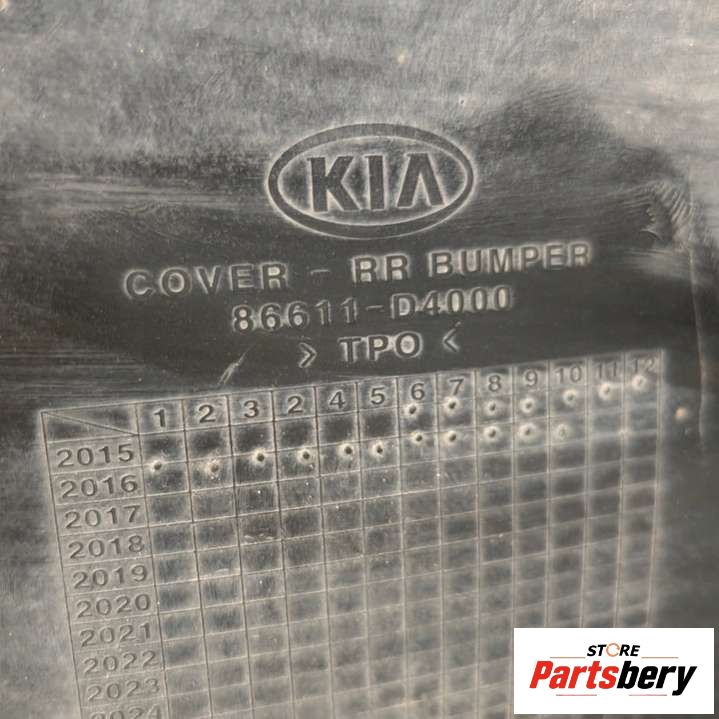 KIA
COVER - RR BUMPER
86611-D4000
> TPO <
1 2 3 2 4 5 6 7 8 9 10 11 12
2015
2016
2017
2018
2019
2020
2021
2022
2023
2024
STORE
Partsbery